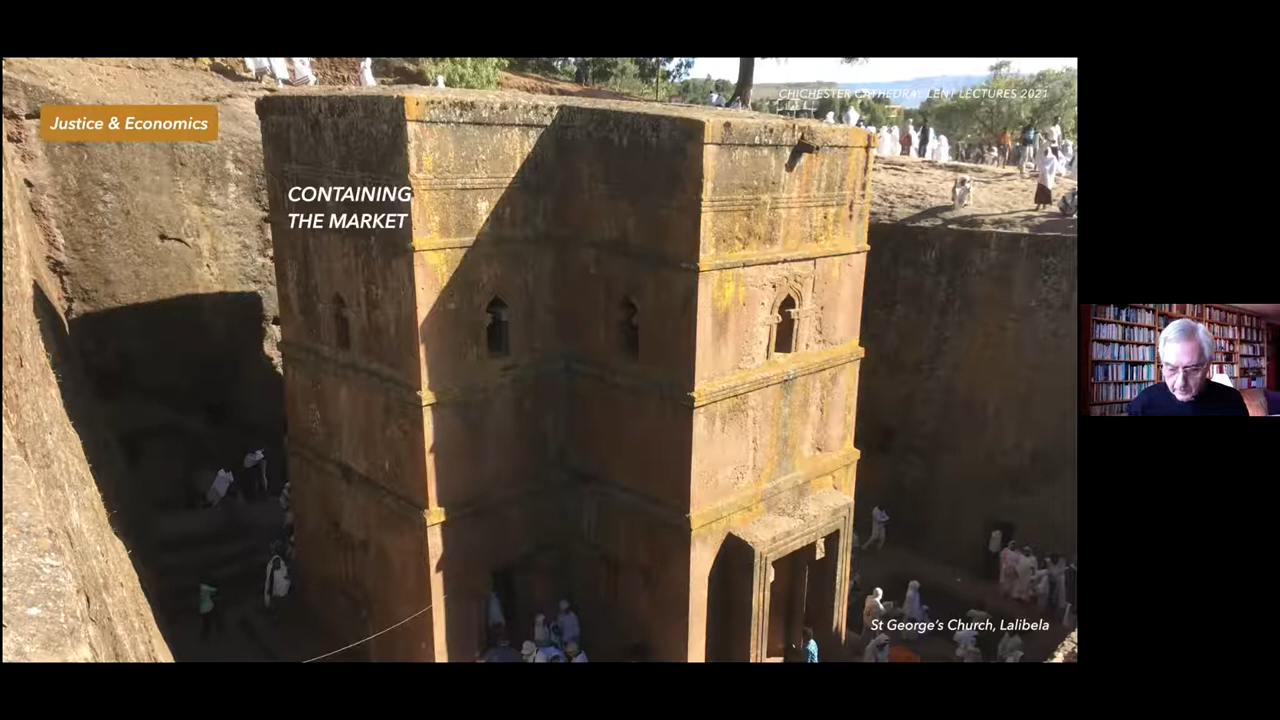 CHICHESTER CATHEDRAL LENT LECTURES 2021
Justice & Economics
CONTAINING
THE MARKET
St George's Church, Lalibela